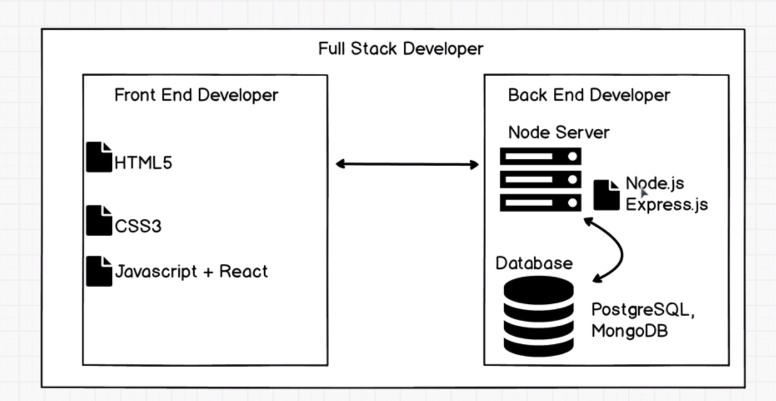 Full Stack Developer
Front End Developer
HTML5
CSS3
Javascript + React
Back End Developer
Node Server
Node.js
Express.js
Database
PostgreSQL,
MongoDB